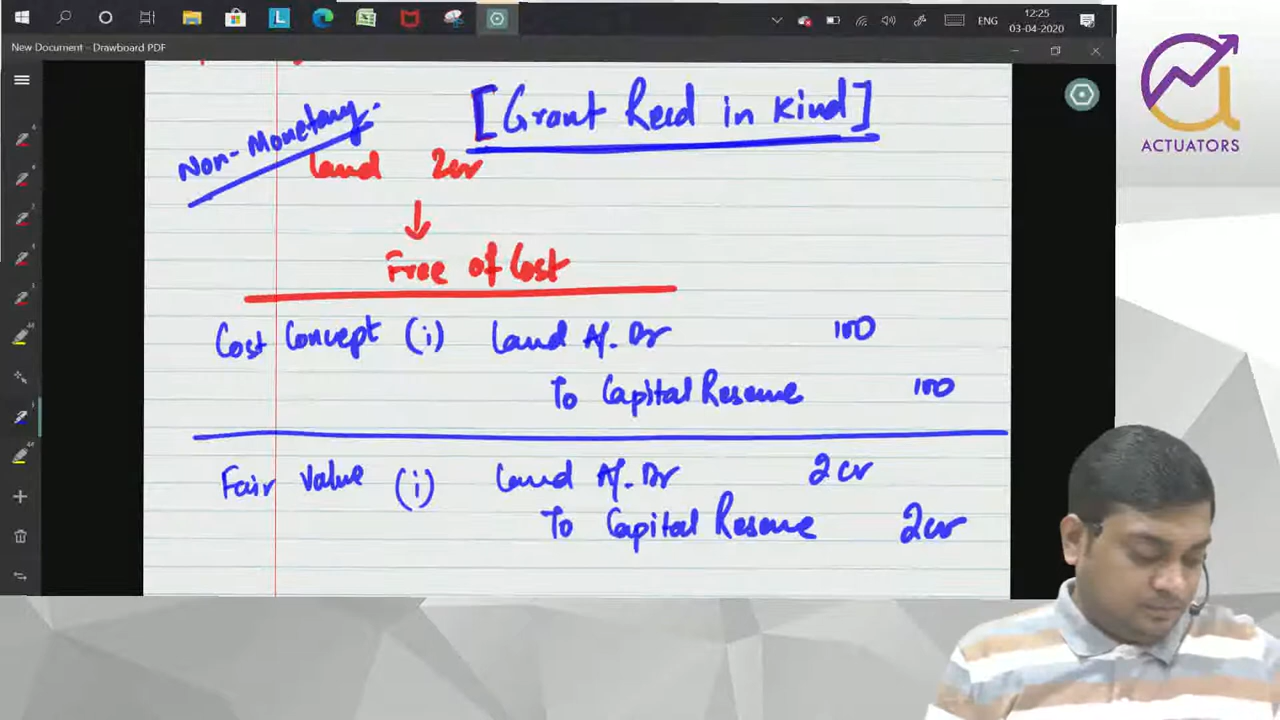 12:25
ENG
03-04-2020
New Document - Drawboard PDF
ACTUATORS
[Grant Recd in Kind]
Non-Monetary
Land 2cr
Free of Cost
Cost Concept (i) Land A/. Dr 100
To Capital Reserve 100
Fair Value (i) Land A/. Dr 2 cr
To Capital Reserve 2cr